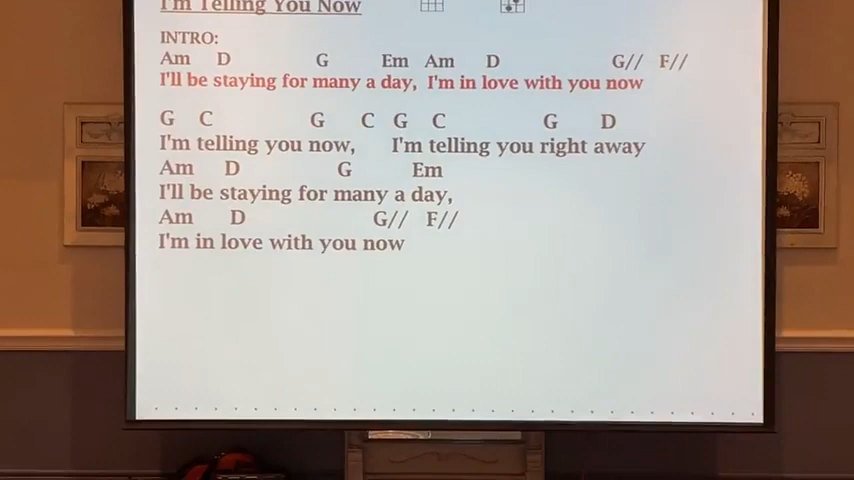 I'm Telling You Now
INTRO:
Am D G Em Am D G// F//
I'll be staying for many a day, I'm in love with you now
G C G C G C G D
I'm telling you now, I'm telling you right away
Am D G Em
I'll be staying for many a day,
Am D G// F//
I'm in love with you now